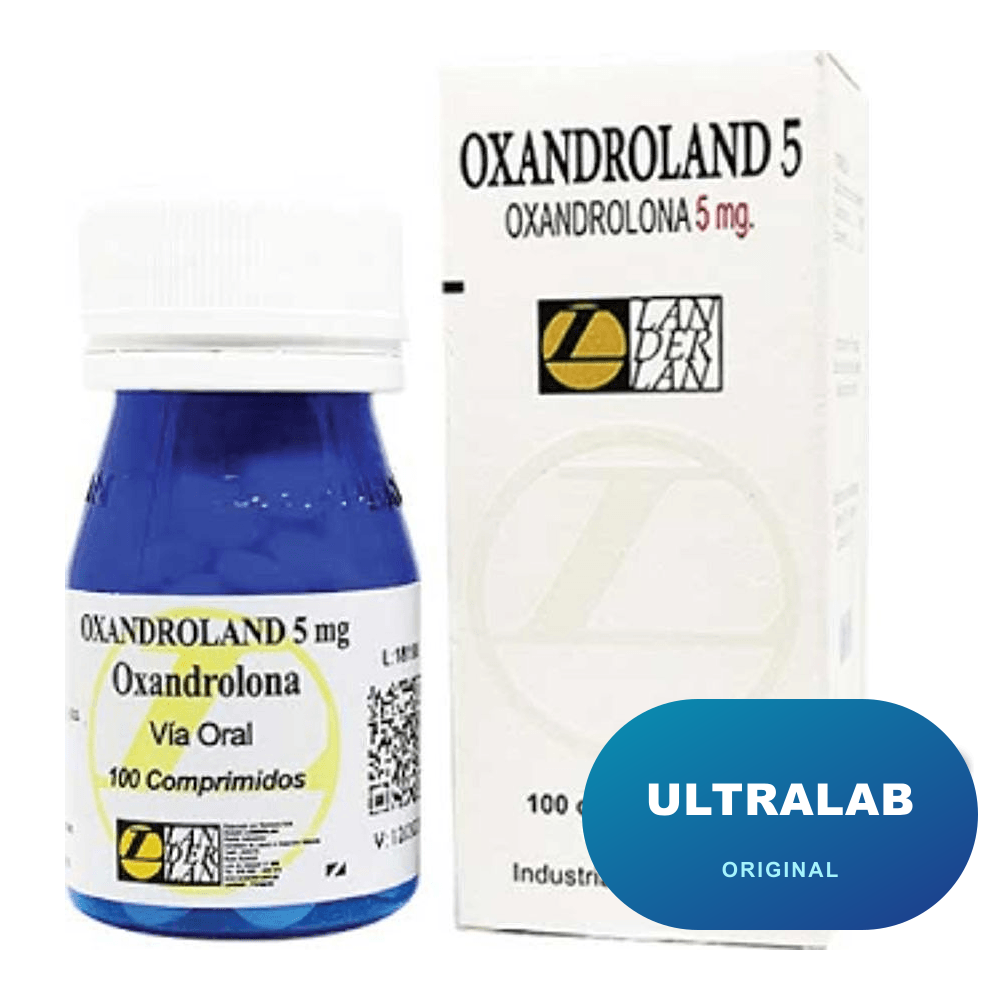 OXANDROLAND 5
OXANDROLONA 5 mg.
LAN
DER
LAN
100
Industri
OXANDROLAND 5 mg
Oxandrolona
Vía Oral
100 Comprimidos
LAN
DER
LAN
ULTRALAB
ORIGINAL